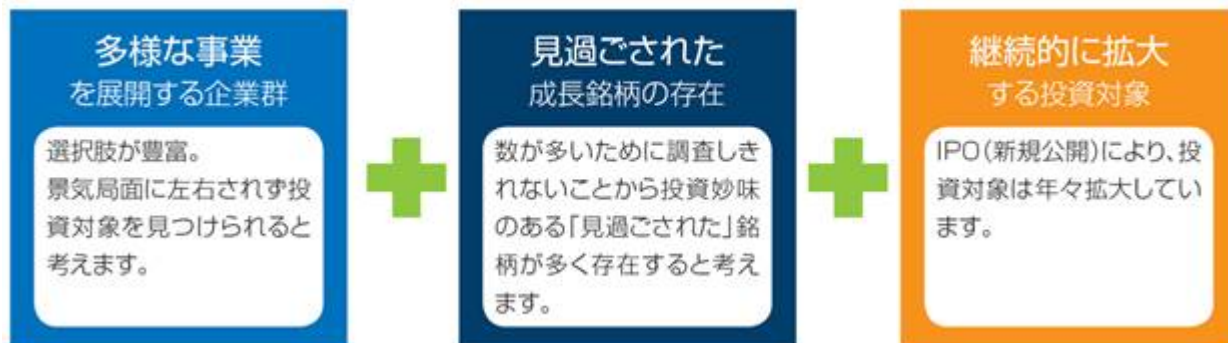 多様な事業
を展開する企業群
選択肢が豊富。
景気局面に左右されず投
資対象を見つけられると
考えます。
見過ごされた
成長銘柄の存在
数が多いために調査しき
れないことから投資妙味
のある「見過ごされた」銘
柄が多く存在すると考え
ます。
継続的に拡大
する投資対象
IPO(新規公開)により、投
資対象は年々拡大してい
ます。